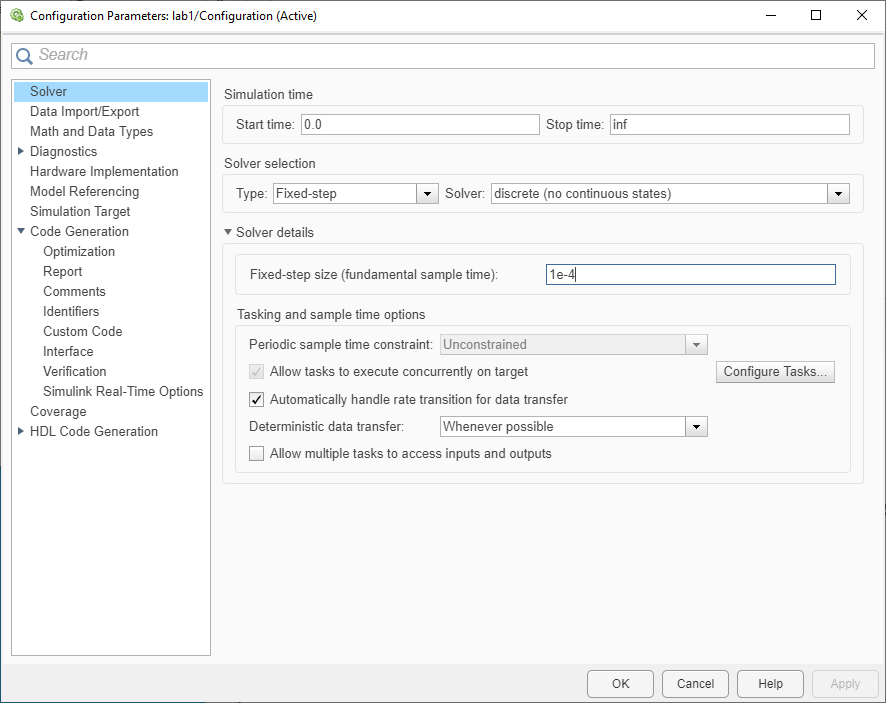 Configuration Parameters: lab1/Configuration (Active)
Search
Solver
Data Import/Export
Math and Data Types
Diagnostics
Hardware Implementation
Model Referencing
Simulation Target
Code Generation
Optimization
Report
Comments
Identifiers
Custom Code
Interface
Verification
Simulink Real-Time Options
Coverage
HDL Code Generation
Simulation time
Start time: 0.0 Stop time: inf
Solver selection
Type: Fixed-step Solver: discrete (no continuous states)
Solver details
Fixed-step size (fundamental sample time): 1e-4
Tasking and sample time options
Periodic sample time constraint: Unconstrained
Allow tasks to execute concurrently on target Configure Tasks...
Automatically handle rate transition for data transfer
Deterministic data transfer: Whenever possible
Allow multiple tasks to access inputs and outputs
OK Cancel Help Apply